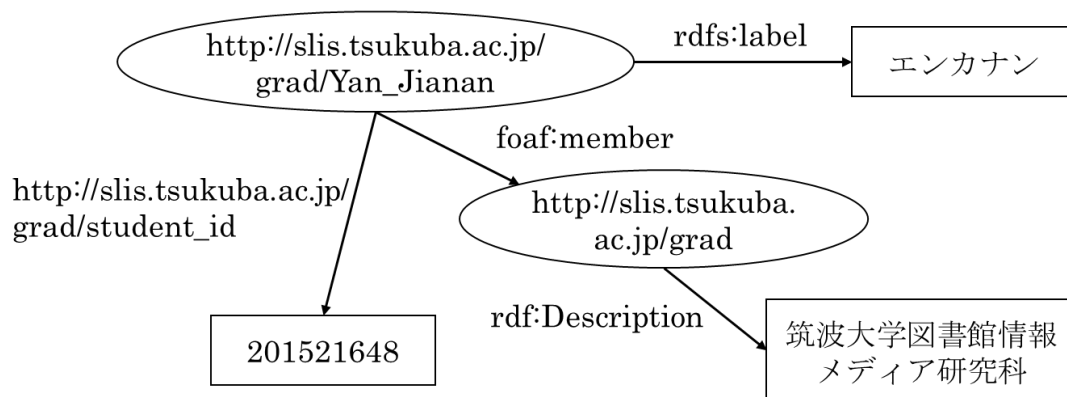 http://slis.tsukuba.ac.jp/
grad/Yan_Jianan
rdfs:label
エンカナン
foaf:member
http://slis.tsukuba.ac.jp/
grad/student_id
http://slis.tsukuba.
ac.jp/grad
rdf:Description
201521648
筑波大学図書館情報
メディア研究科